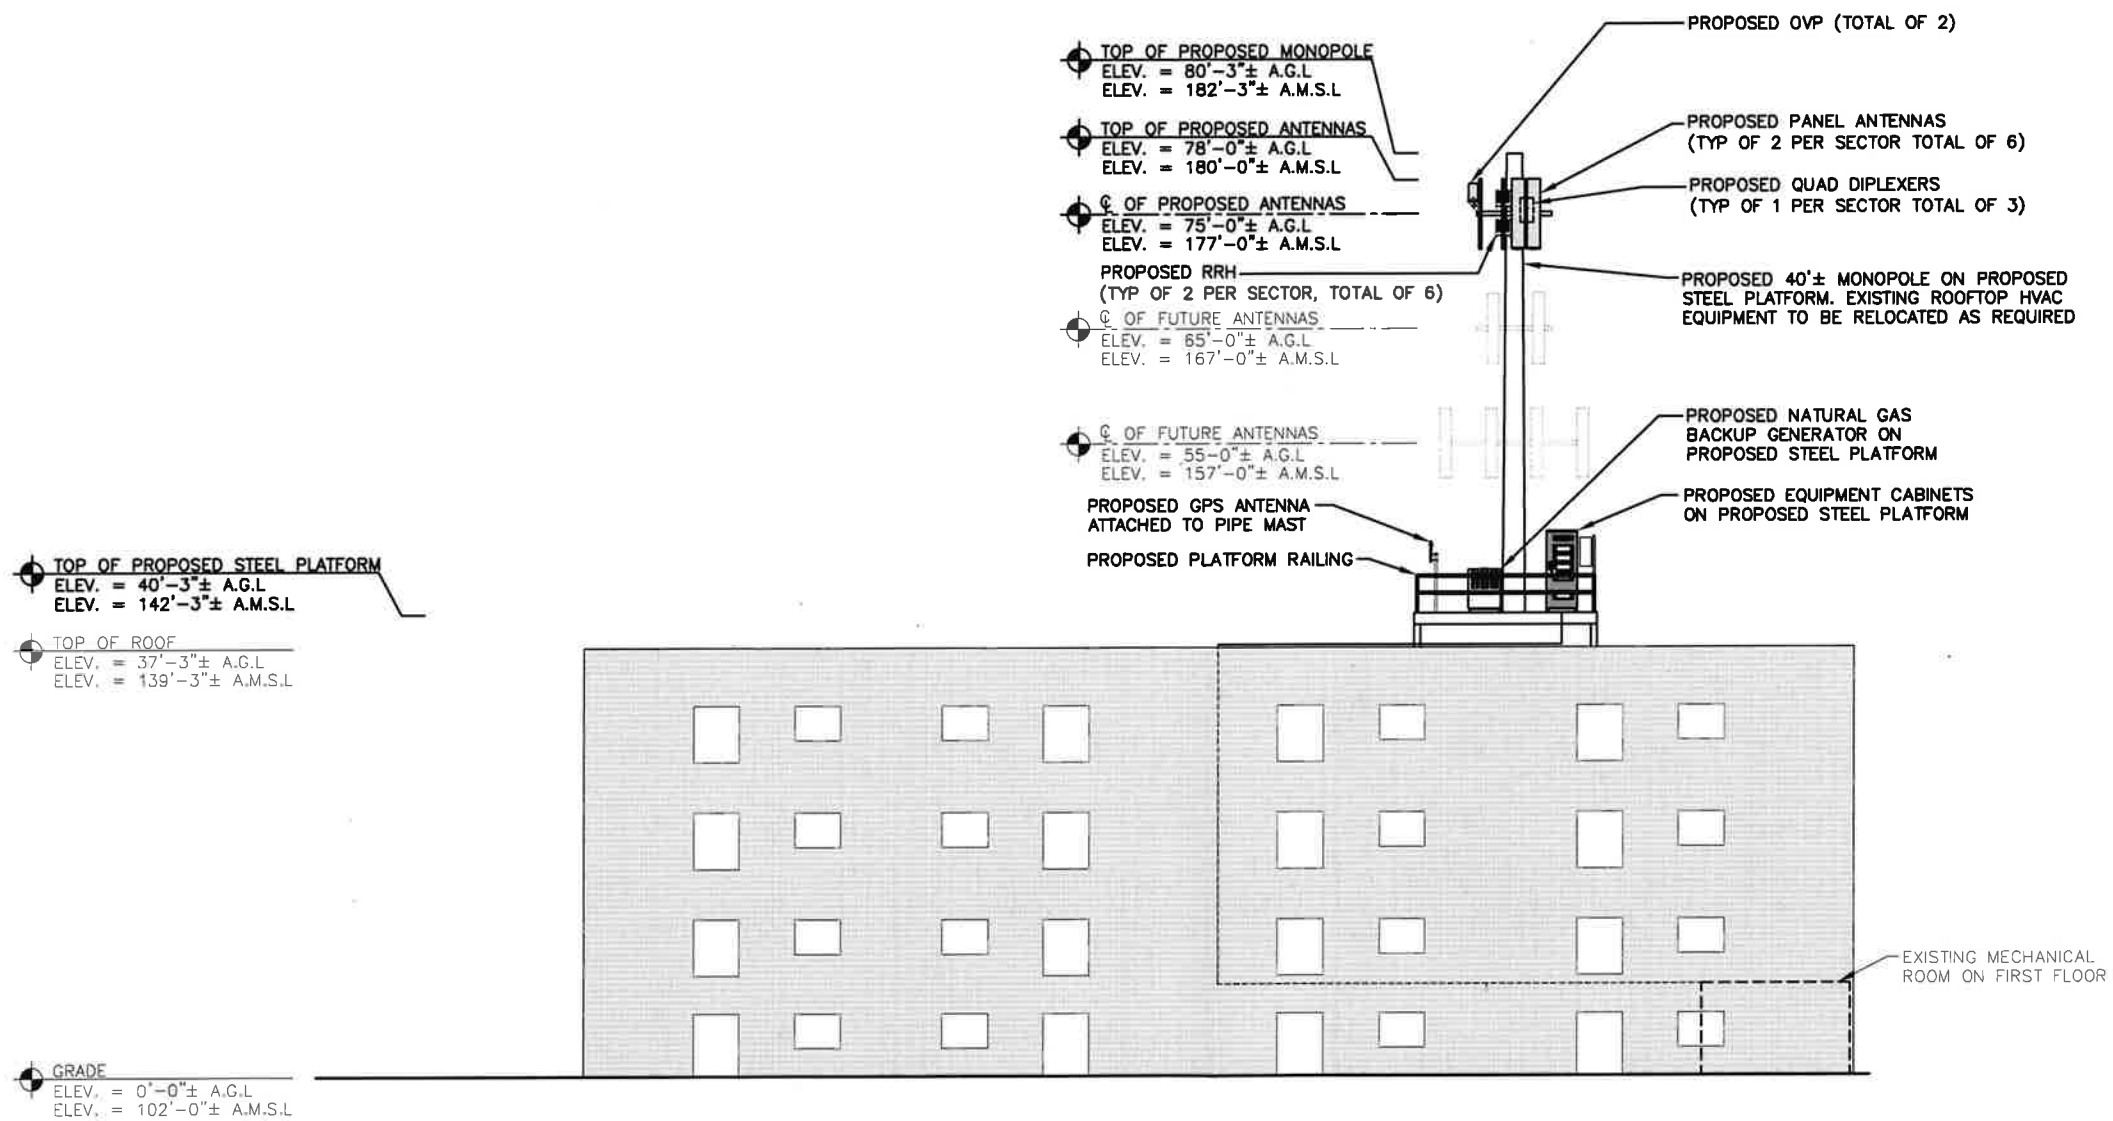 PROPOSED OVP (TOTAL OF 2)
TOP OF PROPOSED MONOPOLE
ELEV. = 80'-3"± A.G.L
ELEV. = 182'-3"± A.M.S.L
TOP OF PROPOSED ANTENNAS
ELEV. = 78'-0"± A.G.L
ELEV. = 180'-0"± A.M.S.L
PROPOSED PANEL ANTENNAS
(TYP OF 2 PER SECTOR TOTAL OF 6)
PROPOSED QUAD DIPLEXERS
(TYP OF 1 PER SECTOR TOTAL OF 3)
℄ OF PROPOSED ANTENNAS
ELEV. = 75'-0"± A.G.L
ELEV. = 177'-0"± A.M.S.L
PROPOSED RRH
(TYP OF 2 PER SECTOR, TOTAL OF 6)
PROPOSED 40'± MONOPOLE ON PROPOSED
STEEL PLATFORM. EXISTING ROOFTOP HVAC
EQUIPMENT TO BE RELOCATED AS REQUIRED
℄ OF FUTURE ANTENNAS
ELEV. = 65'-0"± A.G.L
ELEV. = 167'-0"± A.M.S.L
℄ OF FUTURE ANTENNAS
ELEV. = 55-0"± A.G.L
ELEV. = 157'-0"± A.M.S.L
PROPOSED NATURAL GAS
BACKUP GENERATOR ON
PROPOSED STEEL PLATFORM
PROPOSED EQUIPMENT CABINETS
ON PROPOSED STEEL PLATFORM
PROPOSED GPS ANTENNA
ATTACHED TO PIPE MAST
PROPOSED PLATFORM RAILING
TOP OF PROPOSED STEEL PLATFORM
ELEV. = 40'-3"± A.G.L
ELEV. = 142'-3"± A.M.S.L
TOP OF ROOF
ELEV. = 37'-3"± A.G.L
ELEV. = 139'-3"± A.M.S.L
EXISTING MECHANICAL
ROOM ON FIRST FLOOR
GRADE
ELEV. = 0'-0"± A.G.L
ELEV. = 102'-0"± A.M.S.L